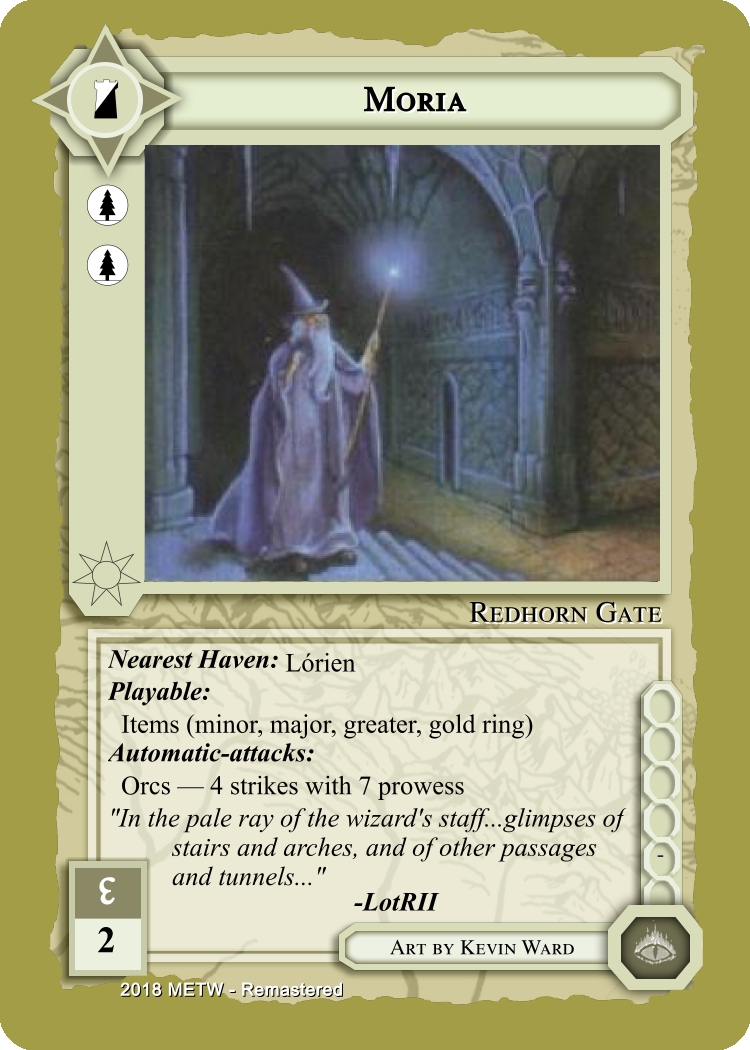 Moria
Redhorn Gate
Nearest Haven: Lórien
Playable:
Items (minor, major, greater, gold ring)
Automatic-attacks:
Orcs — 4 strikes with 7 prowess
"In the pale ray of the wizard's staff...glimpses of
stairs and arches, and of other passages
and tunnels..."
-LotRII
-
2
Art by Kevin Ward
2018 METW - Remastered